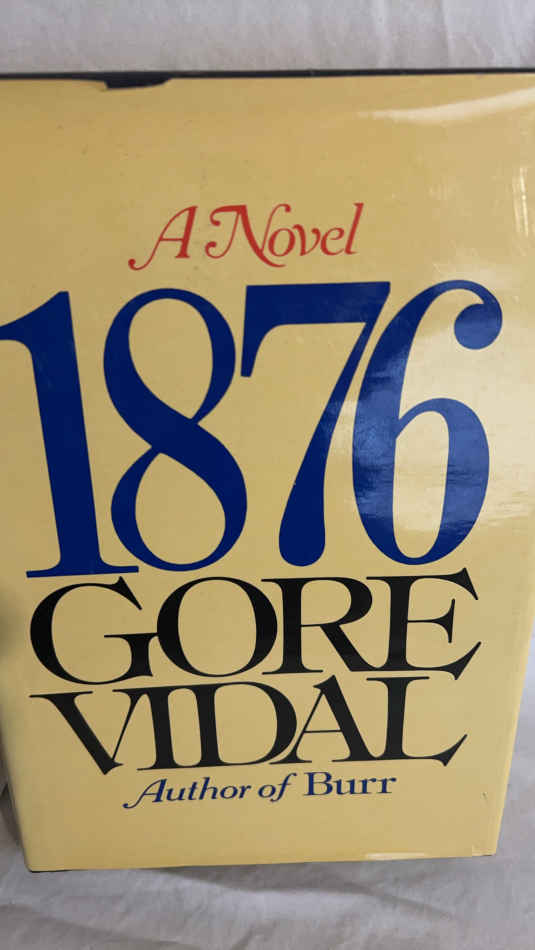 A Novel
1876
GORE
VIDAL
Author of Burr